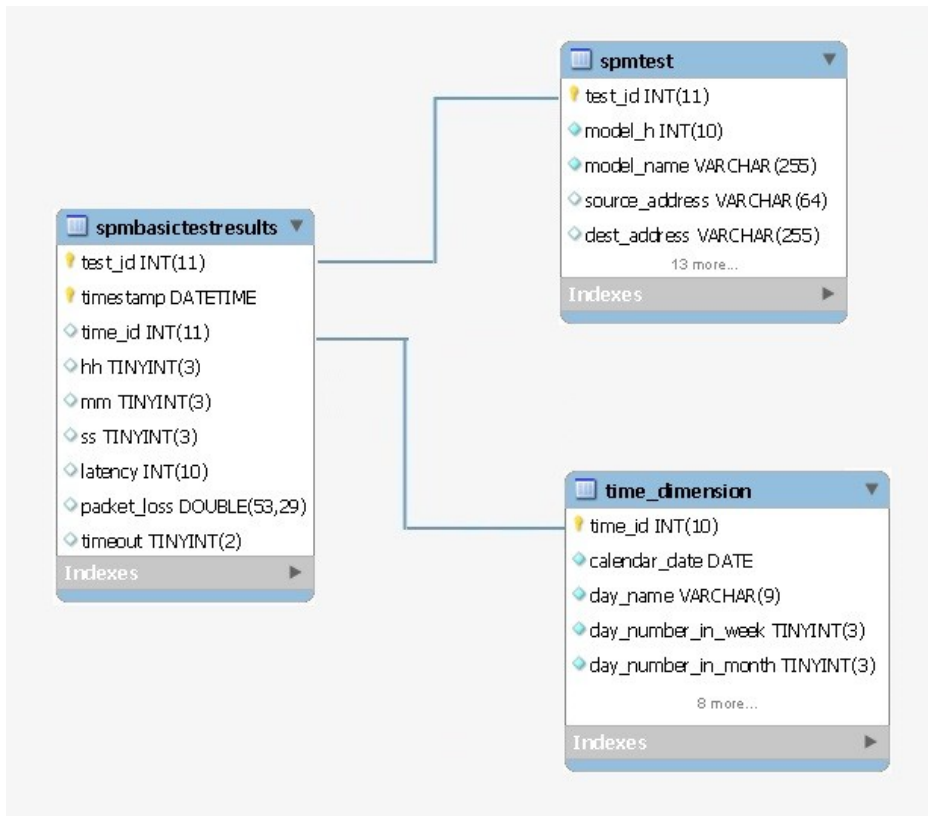 spmtest
test_id INT(11)
model_h INT(10)
model_name VARCHAR(255)
source_address VARCHAR(64)
dest_address VARCHAR(255)
13 more...
Indexes
spmbasictestresults
test_id INT(11)
timestamp DATETIME
time_id INT(11)
hh TINYINT(3)
mm TINYINT(3)
ss TINYINT(3)
latency INT(10)
packet_loss DOUBLE(53,29)
timeout TINYINT(2)
Indexes
time_dimension
time_id INT(10)
calendar_date DATE
day_name VARCHAR(9)
day_number_in_week TINYINT(3)
day_number_in_month TINYINT(3)
8 more...
Indexes